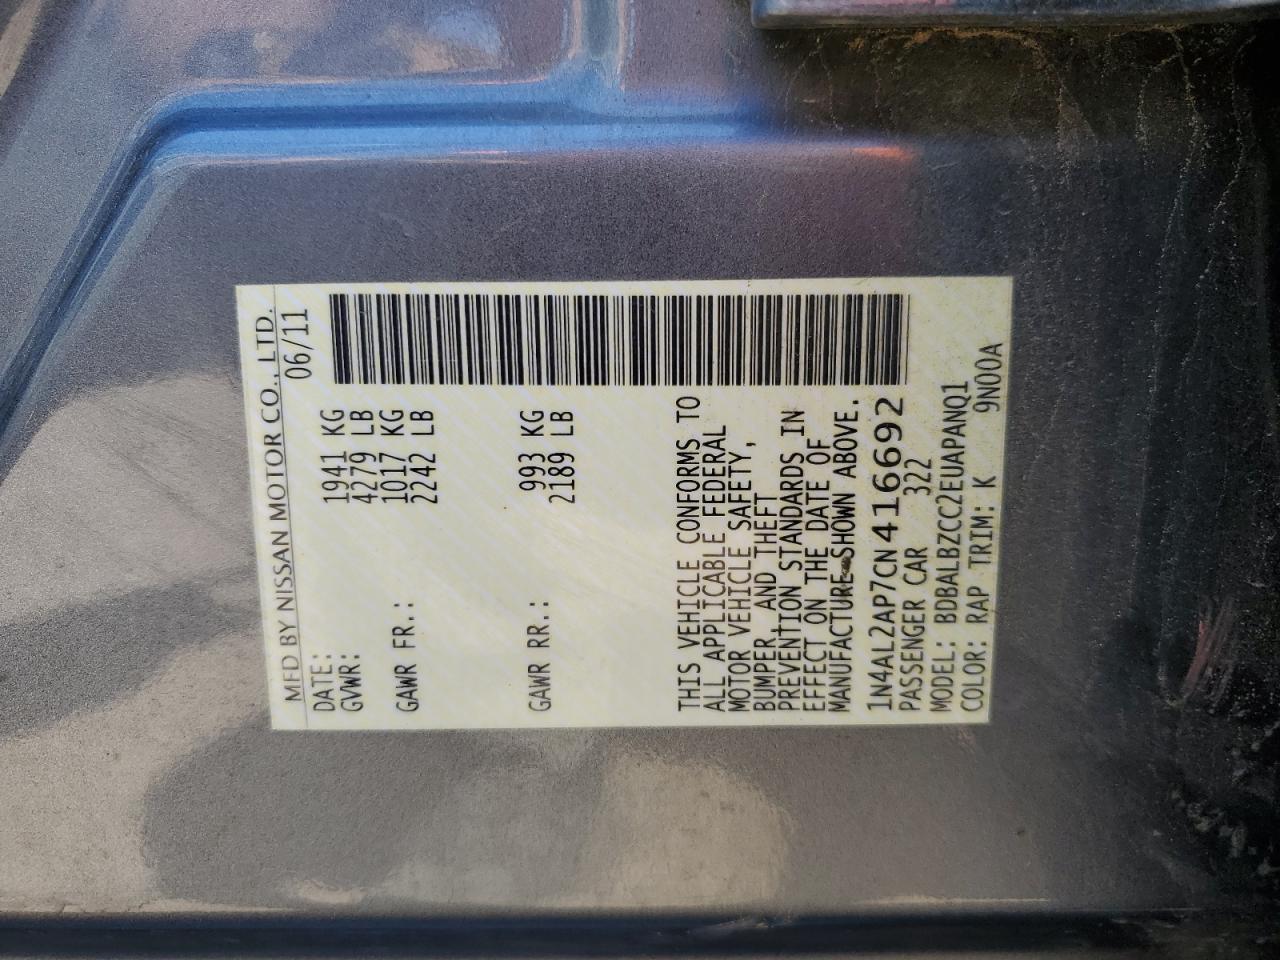 MFD BY NISSAN MOTOR CO., LTD.
DATE: 06/11
GVWR: 1941 KG
4279 LB
GAWR FR.: 1017 KG
2242 LB
GAWR RR.: 993 KG
2189 LB
THIS VEHICLE CONFORMS TO
ALL APPLICABLE FEDERAL
MOTOR VEHICLE SAFETY,
BUMPER, AND THEFT
PREVENTION STANDARDS IN
EFFECT ON THE DATE OF
MANUFACTURE SHOWN ABOVE.
1N4AL2AP7CN416692
PASSENGER CAR 322
MODEL: BDBALBZCC2EUAPANQ1
COLOR: RAP TRIM: K 9N00A